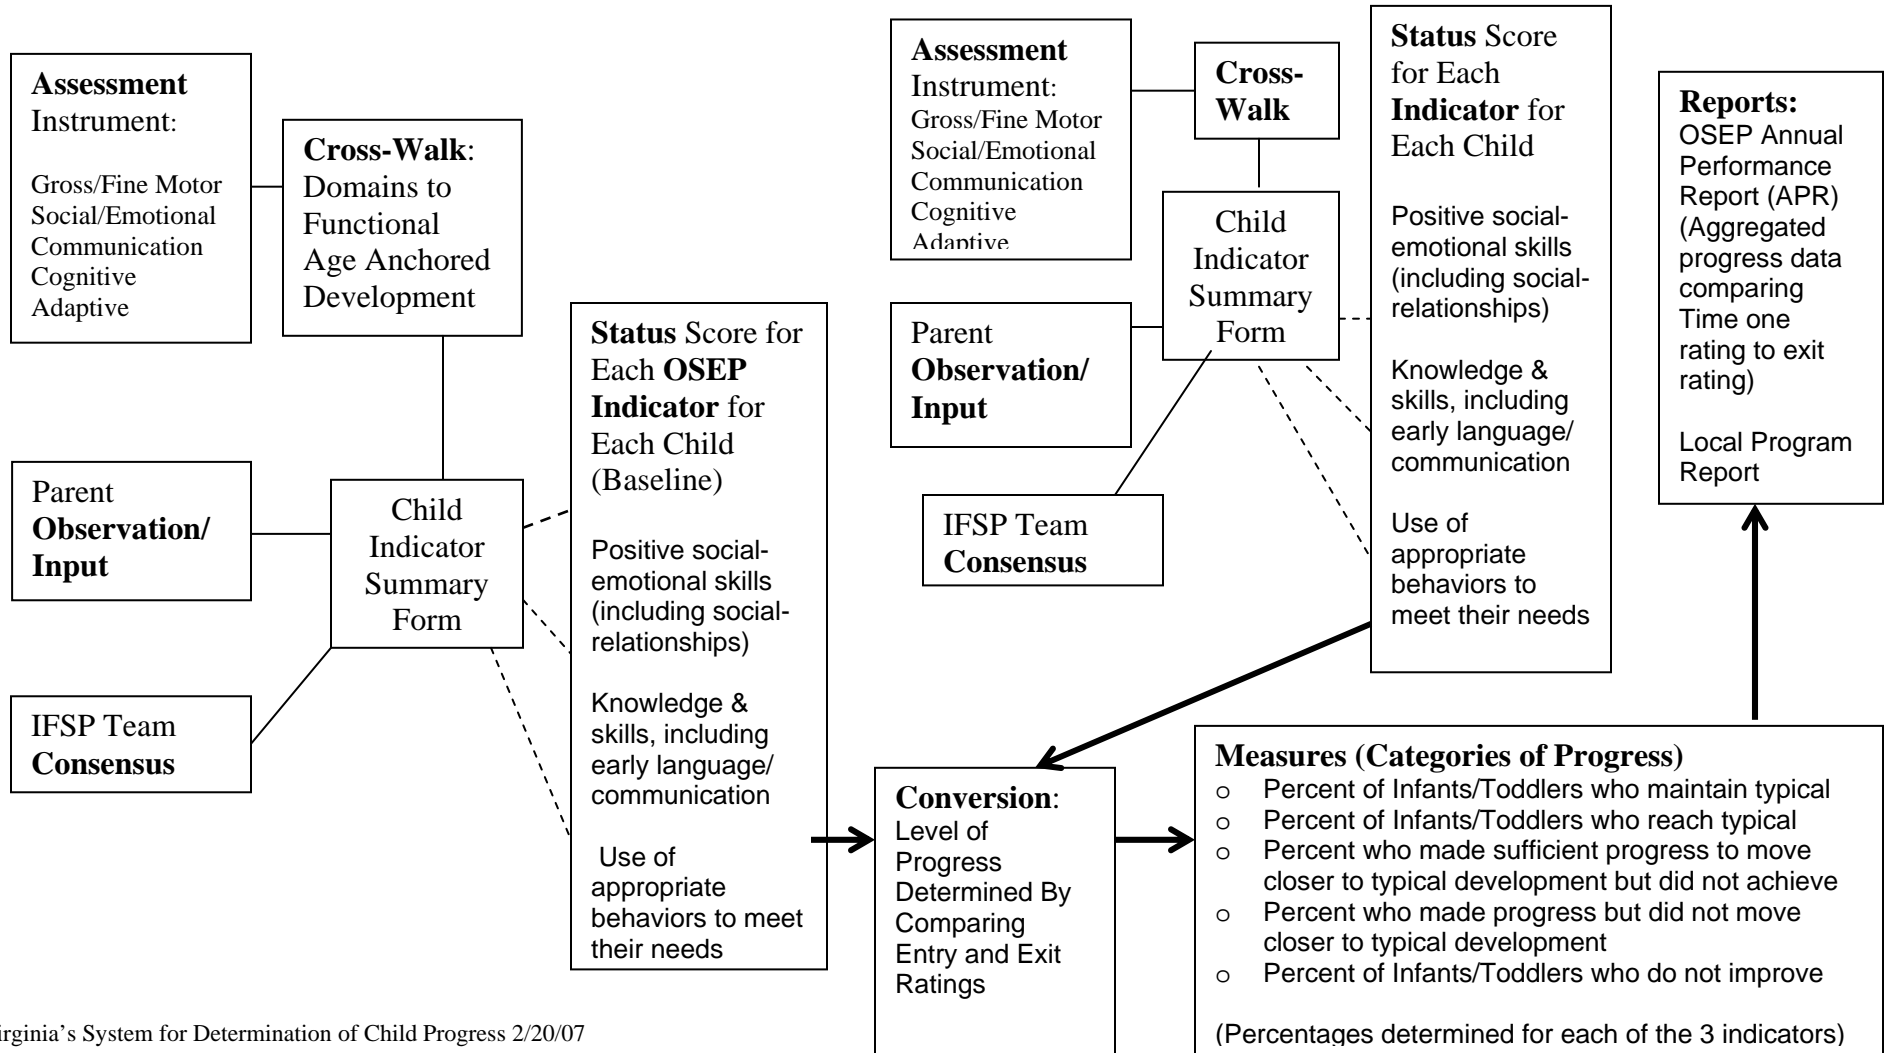 Assessment
Instrument:
Gross/Fine Motor
Social/Emotional
Communication
Cognitive
Adaptive
Cross-Walk:
Domains to
Functional
Age Anchored
Development
Parent
Observation/
Input
Child
Indicator
Summary
Form
IFSP Team
Consensus
Status Score for
Each OSEP
Indicator for
Each Child
(Baseline)
Positive social-
emotional skills
(including social-
relationships)
Knowledge &
skills, including
early language/
communication
Use of
appropriate
behaviors to meet
their needs
Assessment
Instrument:
Gross/Fine Motor
Social/Emotional
Communication
Cognitive
Adaptive
Cross-
Walk
Child
Indicator
Summary
Form
Parent
Observation/
Input
IFSP Team
Consensus
Status Score
for Each
Indicator for
Each Child
Positive social-
emotional skills
(including social-
relationships)
Knowledge &
skills, including
early language/
communication
Use of
appropriate
behaviors to
meet their needs
Conversion:
Level of
Progress
Determined By
Comparing
Entry and Exit
Ratings
Measures (Categories of Progress)
o Percent of Infants/Toddlers who maintain typical
o Percent of Infants/Toddlers who reach typical
o Percent who made sufficient progress to move
closer to typical development but did not achieve
o Percent who made progress but did not move
closer to typical development
o Percent of Infants/Toddlers who do not improve
(Percentages determined for each of the 3 indicators)
Reports:
OSEP Annual
Performance
Report (APR)
(Aggregated
progress data
comparing
Time one
rating to exit
rating)
Local Program
Report
irginia's System for Determination of Child Progress 2/20/07